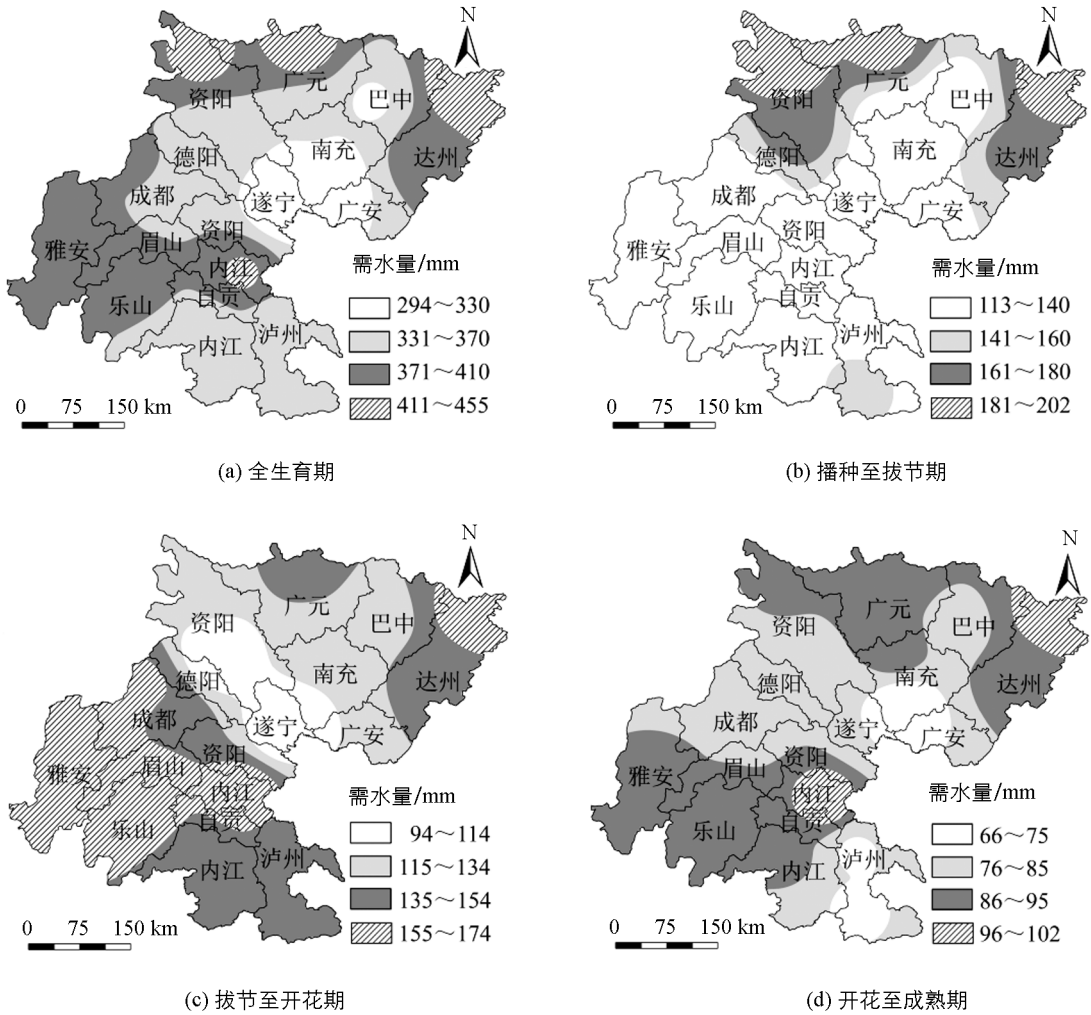 N
广元
巴中
资阳
南充
德阳
达州
成都
遂宁
广安
资阳
雅安
眉山
内江
乐山
自贡
泸州
内江
需水量/mm
294～330
331～370
371～410
411～455
0 75 150 km
(a) 全生育期
N
广元
巴中
资阳
南充
德阳
达州
成都
遂宁
广安
资阳
雅安
眉山
内江
乐山
自贡
泸州
内江
需水量/mm
113～140
141～160
161～180
181～202
0 75 150 km
(b) 播种至拔节期
N
广元
巴中
资阳
南充
德阳
达州
成都
遂宁
广安
资阳
雅安
眉山
内江
乐山
自贡
泸州
内江
需水量/mm
94～114
115～134
135～154
155～174
0 75 150 km
(c) 拔节至开花期
N
广元
巴中
资阳
南充
德阳
达州
成都
遂宁
广安
资阳
雅安
眉山
内江
乐山
自贡
泸州
内江
需水量/mm
66～75
76～85
86～95
96～102
0 75 150 km
(d) 开花至成熟期